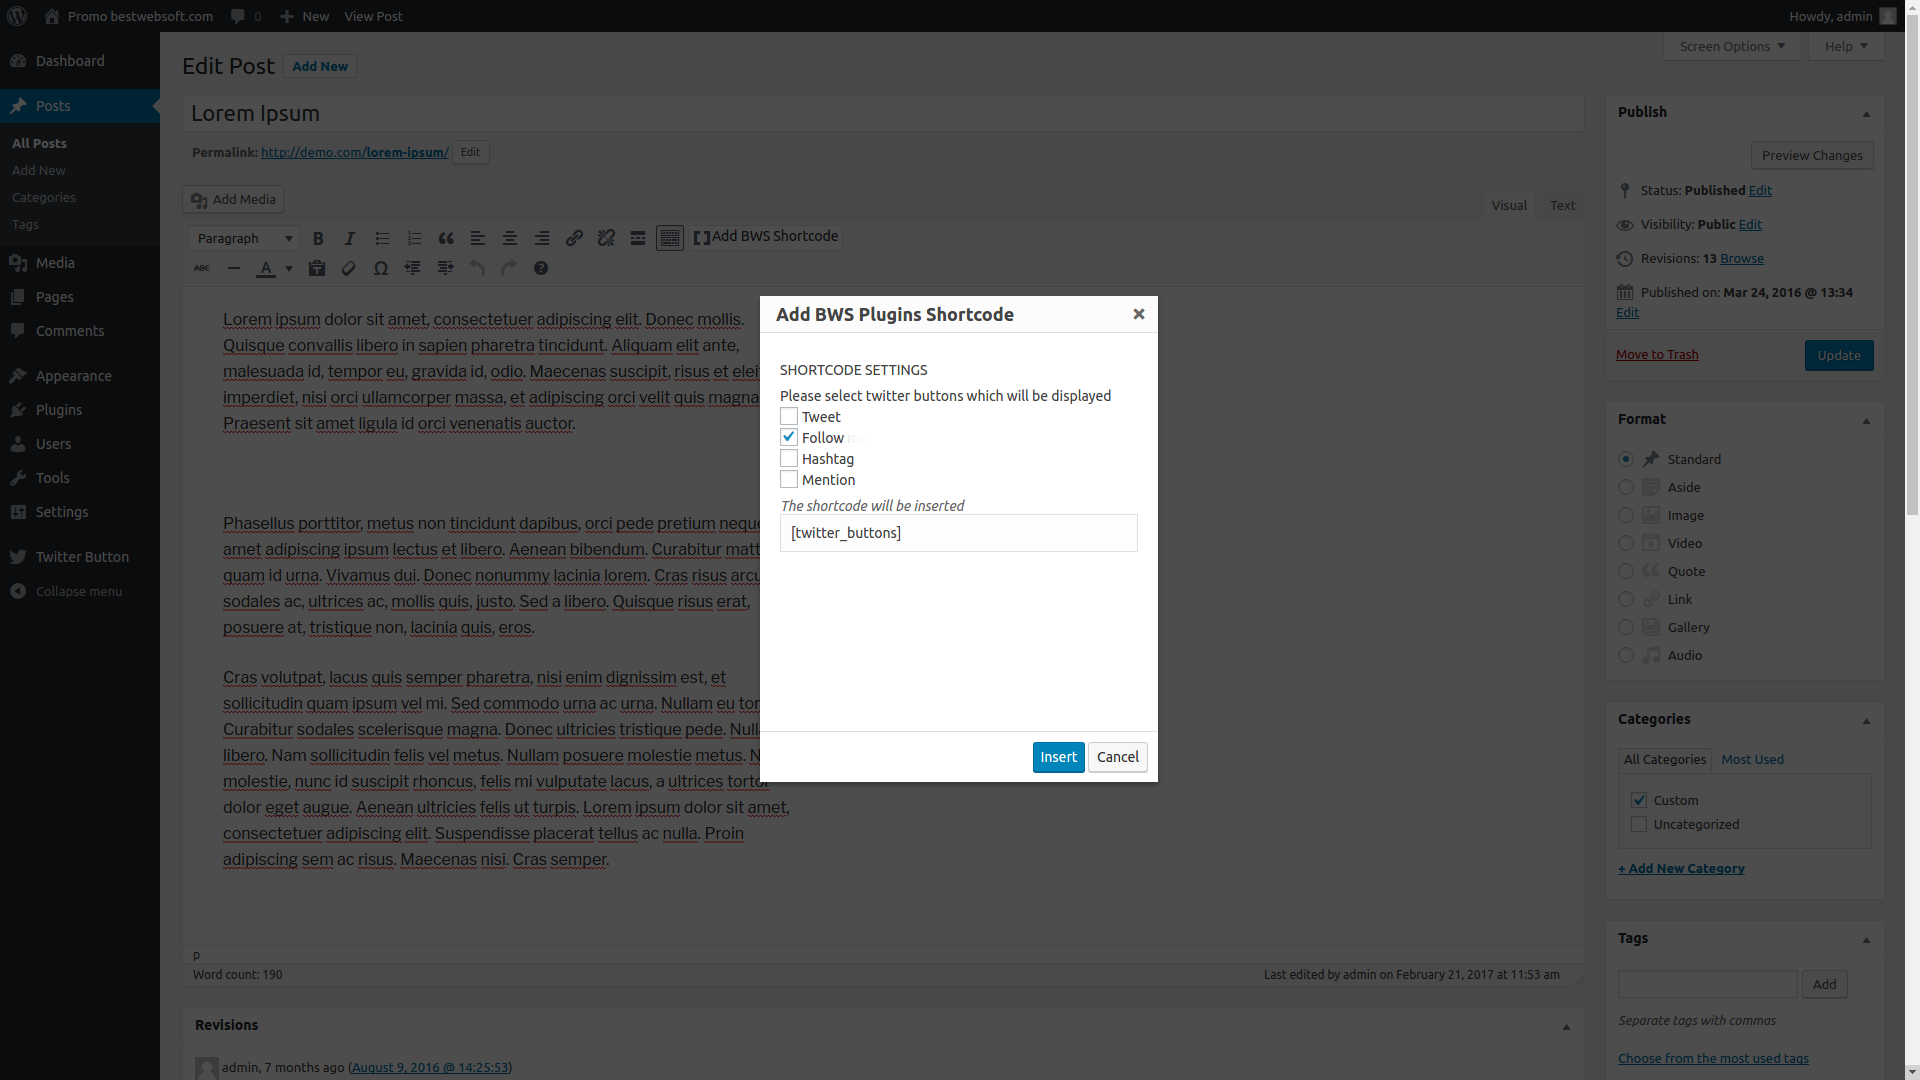 Promo bestwebsoft.com
0
New
View Post
Howdy, admin
Dashboard
Posts
All Posts
Add New
Categories
Tags
Media
Pages
Comments
Appearance
Plugins
Users
Tools
Settings
Twitter Button
Collapse menu
Screen Options
Help
Edit Post
Add New
Lorem Ipsum
Permalink: http://demo.com/lorem-ipsum/ Edit
Add Media
Visual
Text
Paragraph
B
I
Add BWS Shortcode
ABC
A
Ω
Lorem ipsum dolor sit amet, consectetuer adipiscing elit. Donec mollis.
Quisque convallis libero in sapien pharetra tincidunt. Aliquam elit ante,
malesuada id, tempor eu, gravida id, odio. Maecenas suscipit, risus et
imperdiet, nisi orci ullamcorper massa, et adipiscing orci velit quis magna
Praesent sit amet ligula id orci venenatis auctor.
Phasellus porttitor, metus non tincidunt dapibus, orci pede pretium neque
amet adipiscing ipsum lectus et libero. Aenean bibendum. Curabitur
quam id urna. Vivamus dui. Donec nonummy lacinia lorem. Cras risus arcu
sodales ac, ultrices ac, mollis quis, justo. Sed a libero. Quisque risus erat,
posuere at, tristique non, lacinia quis, eros.
Cras volutpat, lacus quis semper pharetra, nisi enim dignissim est, et
sollicitudin quam ipsum vel mi. Sed commodo urna ac urna. Nullam eu
Curabitur sodales scelerisque magna. Donec ultricies tristique pede.
libero. Nam sollicitudin felis vel metus. Nullam posuere molestie metus.
molestie, nunc id suscipit rhoncus, felis mi vulputate lacus, a ultrices tortor
dolor eget augue. Aenean ultricies felis ut turpis. Lorem ipsum dolor sit amet,
consectetuer adipiscing elit. Suspendisse placerat tellus ac nulla. Proin
adipiscing sem ac risus. Maecenas nisi. Cras semper.
p
Word count: 190
Last edited by admin on February 21, 2017 at 11:53 am
Revisions
admin, 7 months ago (August 9, 2016 @ 14:25:53)
Add BWS Plugins Shortcode
SHORTCODE SETTINGS
Please select twitter buttons which will be displayed
Tweet
Follow
Hashtag
Mention
The shortcode will be inserted
[twitter_buttons]
Insert
Cancel
Publish
Preview Changes
Status: Published Edit
Visibility: Public Edit
Revisions: 13 Browse
Published on: Mar 24, 2016 @ 13:34
Edit
Move to Trash
Update
Format
Standard
Aside
Image
Video
Quote
Link
Gallery
Audio
Categories
All Categories
Most Used
Custom
Uncategorized
+ Add New Category
Tags
Add
Separate tags with commas
Choose from the most used tags